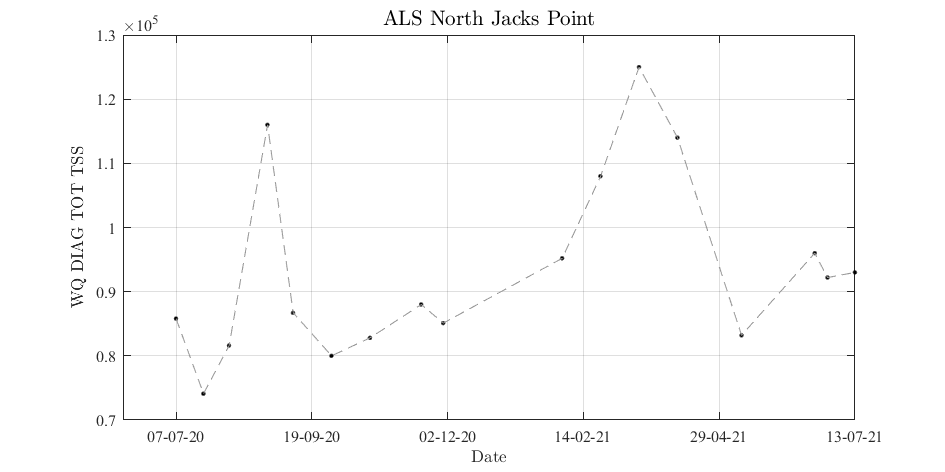 ALS North Jacks Point
×10⁵
1.3
1.2
1.1
1
0.9
0.8
0.7
WQ DIAG TOT TSS
07-07-20 19-09-20 02-12-20 14-02-21 29-04-21 13-07-21
Date